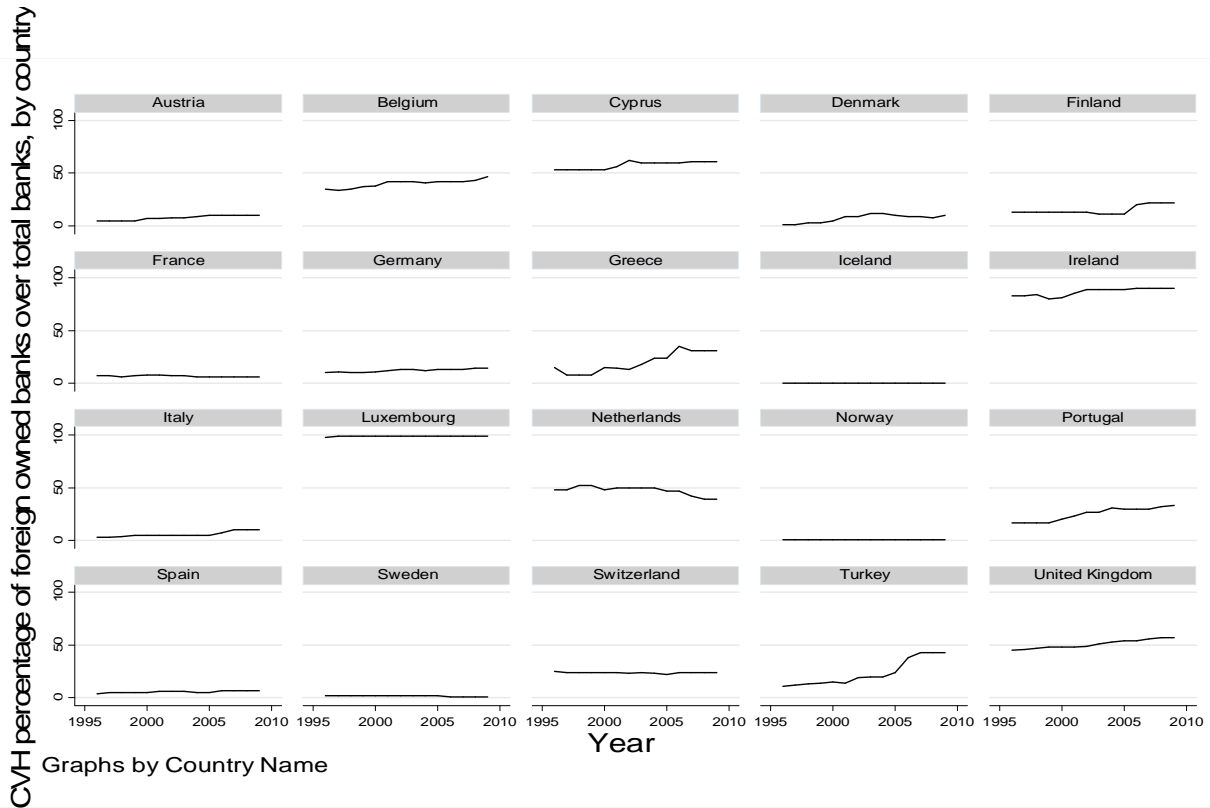 CVH percentage of foreign owned banks over total banks, by country
Austria Belgium Cyprus Denmark Finland
100
50
0
France Germany Greece Iceland Ireland
100
50
0
Italy Luxembourg Netherlands Norway Portugal
100
50
0
Spain Sweden Switzerland Turkey United Kingdom
100
50
0
1995 2000 2005 2010 1995 2000 2005 2010 1995 2000 2005 2010 1995 2000 2005 2010 1995 2000 2005 2010
Year
Graphs by Country Name